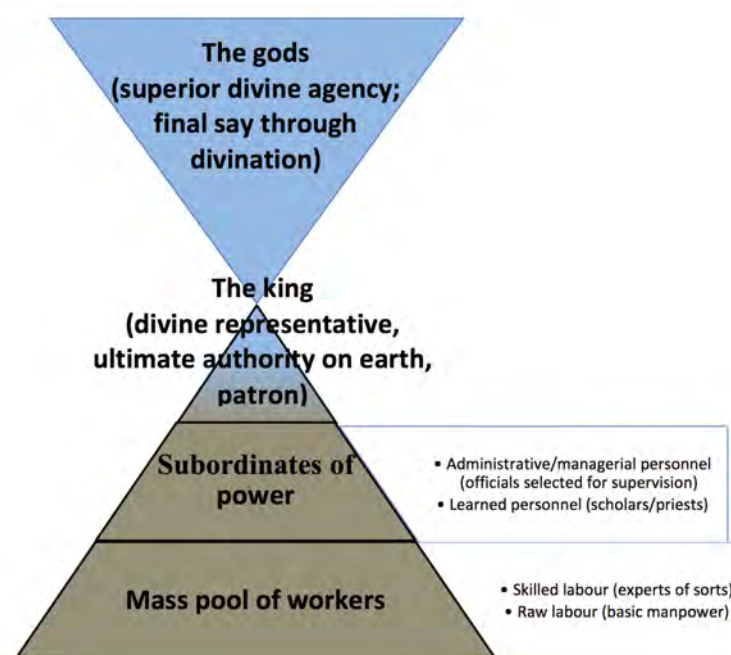 The gods
(superior divine agency;
final say through
divination)
The king
(divine representative,
ultimate authority on earth,
patron)
Subordinates of
power
• Administrative/managerial personnel
(officials selected for supervision)
• Learned personnel (scholars/priests)
Mass pool of workers
• Skilled labour (experts of sorts)
• Raw labour (basic manpower)